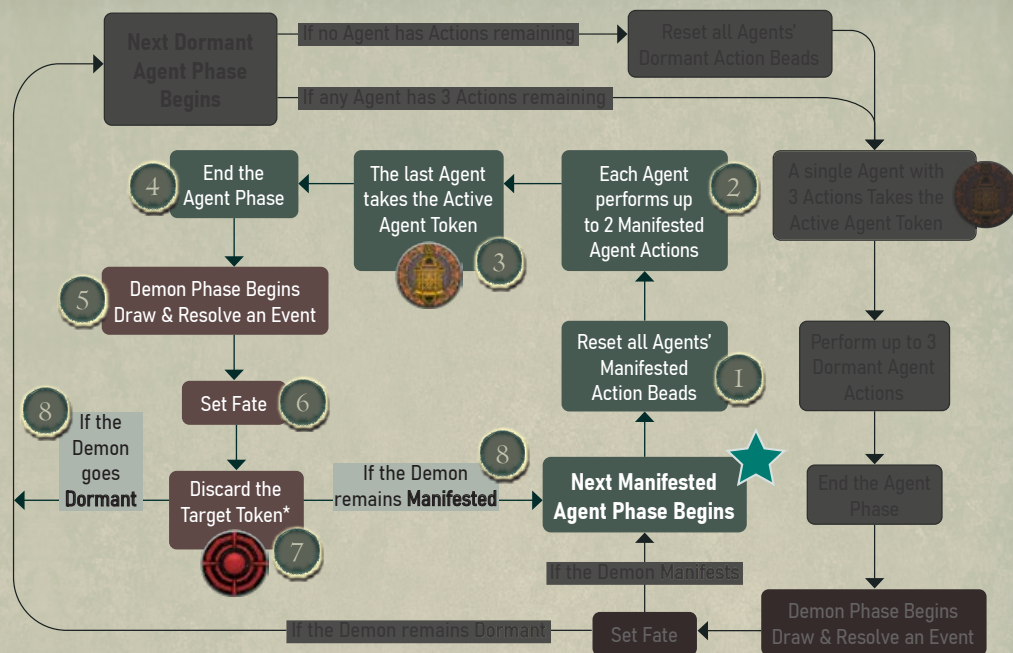 Next Dormant
Agent Phase
Begins
If no Agent has Actions remaining
If any Agent has 3 Actions remaining
Reset all Agents'
Dormant Action Beads
4
End the
Agent Phase
The last Agent
takes the Active
Agent Token
3
Each Agent
performs up
to 2 Manifested
Agent Actions
2
A single Agent with
3 Actions Takes the
Active Agent Token
5
Demon Phase Begins
Draw & Resolve an Event
Reset all Agents'
Manifested
Action Beads
1
Perform up to 3
Dormant Agent
Actions
Set Fate
6
8
If the
Demon
goes
Dormant
Discard the
Target Token*
7
If the Demon
remains Manifested
8
Next Manifested
Agent Phase Begins
End the Agent
Phase
If the Demon Manifests
If the Demon remains Dormant
Set Fate
Demon Phase Begins
Draw & Resolve an Event